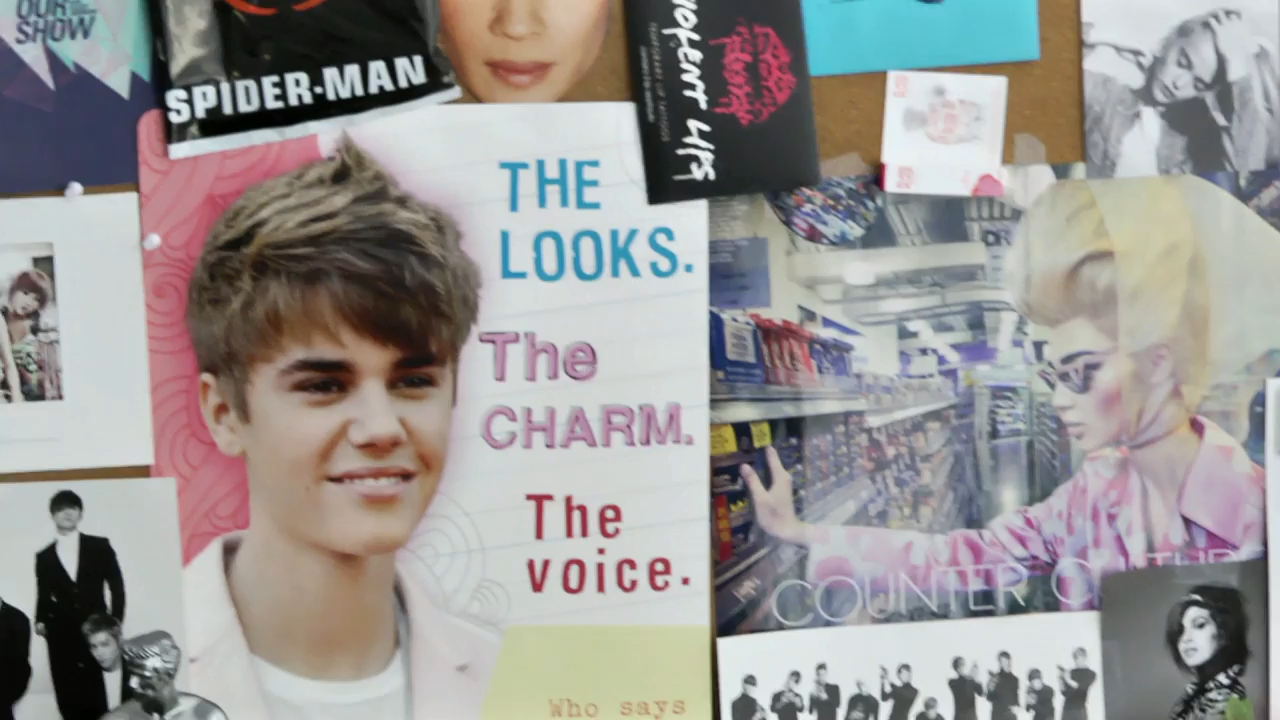 OUR
SHOW
SPIDER-MAN
VIOLENT LIPS
THE
LOOKS.
The
CHARM.
The
voice.
COUNTER
Who says